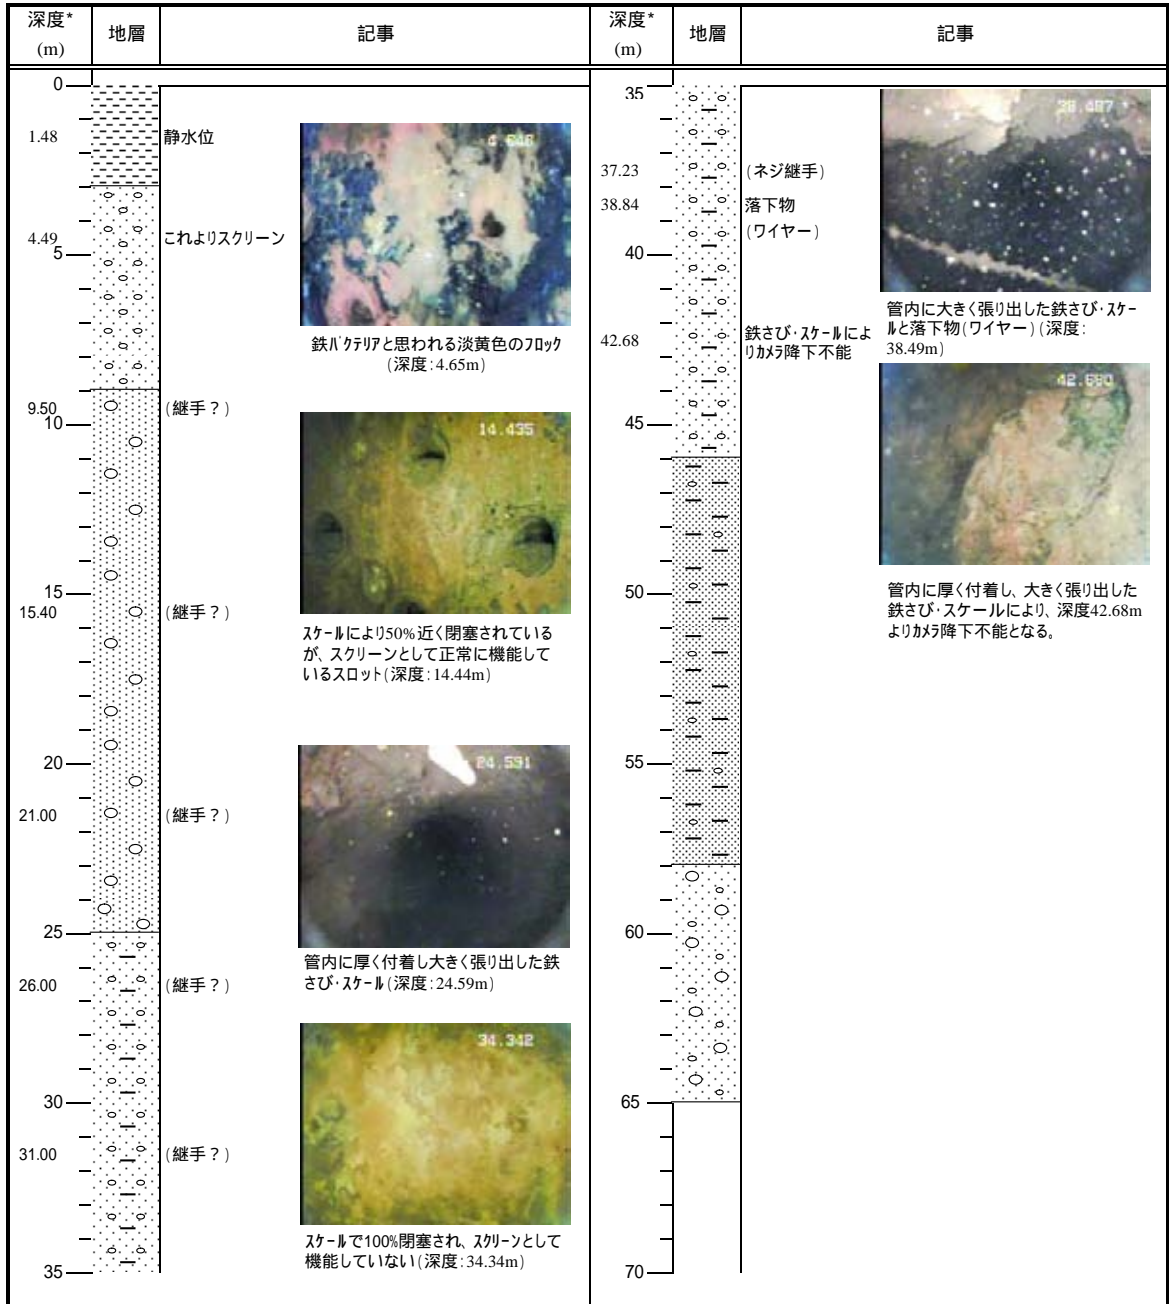 深度*
(m)
地層
記事
0
1.48
静水位
4.646
4.49
これよりスクリーン
5
鉄バクテリアと思われる淡黄色のフロック
(深度:4.65m)
9.50
(継手？)
10
14.435
15
15.40
(継手？)
スケールにより50%近く閉塞されている
が、スクリーンとして正常に機能して
いるスロット(深度:14.44m)
20
24.591
21.00
(継手？)
25
管内に厚く付着し大きく張り出した鉄
さび・スケール(深度:24.59m)
26.00
(継手？)
34.342
30
31.00
(継手？)
スケールで100%閉塞され、スクリーンとして
機能していない(深度:34.34m)
35
深度*
(m)
地層
記事
35
38.487
37.23
(ネジ継手)
38.84
落下物
(ワイヤー)
40
管内に大きく張り出した鉄さび・スケー
ルと落下物(ワイヤー)(深度:
38.49m)
42.68
鉄さび・スケールによ
りカメラ降下不能
42.680
45
50
管内に厚く付着し、大きく張り出した
鉄さび・スケールにより、深度42.68m
よりカメラ降下不能となる。
55
60
65
70